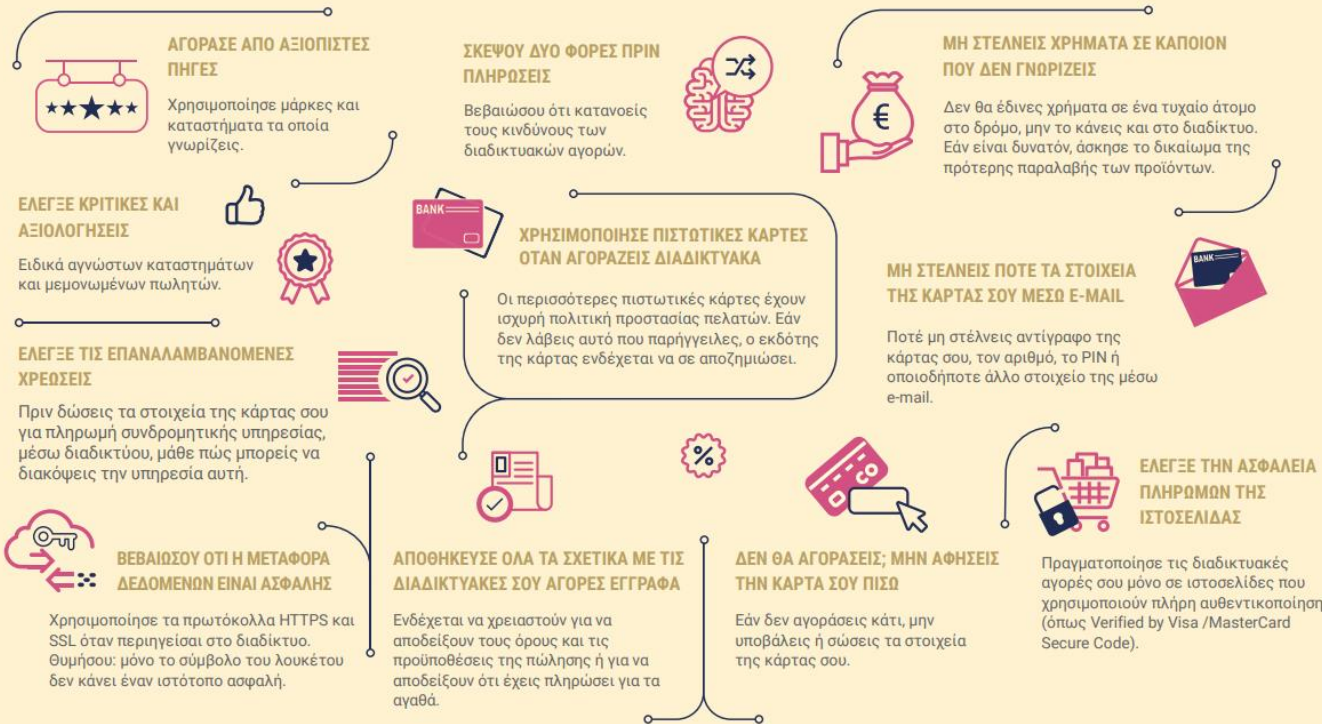 ΑΓΟΡΑΣΕ ΑΠΟ ΑΞΙΟΠΙΣΤΕΣ
ΠΗΓΕΣ
Χρησιμοποίησε μάρκες και
καταστήματα τα οποία
γνωρίζεις.
ΣΚΕΨΟΥ ΔΥΟ ΦΟΡΕΣ ΠΡΙΝ
ΠΛΗΡΩΣΕΙΣ
Βεβαιώσου ότι κατανοείς
τους κινδύνους των
διαδικτυακών αγορών.
ΜΗ ΣΤΕΛΝΕΙΣ ΧΡΗΜΑΤΑ ΣΕ ΚΑΠΟΙΟΝ
ΠΟΥ ΔΕΝ ΓΝΩΡΙΖΕΙΣ
€
Δεν θα έδινες χρήματα σε ένα τυχαίο άτομο
στο δρόμο, μην το κάνεις και στο διαδίκτυο.
Εάν είναι δυνατόν, άσκησε το δικαίωμα της
πρότερης παραλαβής των προϊόντων.
ΕΛΕΓΞΕ ΚΡΙΤΙΚΕΣ ΚΑΙ
ΑΞΙΟΛΟΓΗΣΕΙΣ
Ειδικά αγνώστων καταστημάτων
και μεμονωμένων πωλητών.
BANK
ΧΡΗΣΙΜΟΠΟΙΗΣΕ ΠΙΣΤΩΤΙΚΕΣ ΚΑΡΤΕΣ
ΟΤΑΝ ΑΓΟΡΑΖΕΙΣ ΔΙΑΔΙΚΤΥΑΚΑ
Οι περισσότερες πιστωτικές κάρτες έχουν
ισχυρή πολιτική προστασίας πελατών. Εάν
δεν λάβεις αυτό που παρήγγειλες, ο εκδότης
της κάρτας ενδέχεται να σε αποζημιώσει.
ΜΗ ΣΤΕΛΝΕΙΣ ΠΟΤΕ ΤΑ ΣΤΟΙΧΕΙΑ
ΤΗΣ ΚΑΡΤΑΣ ΣΟΥ ΜΕΣΩ E-MAIL
BANK
Ποτέ μη στέλνεις αντίγραφο της
κάρτας σου, τον αριθμό, το PIN ή
οποιοδήποτε άλλο στοιχείο της μέσω
e-mail.
ΕΛΕΓΞΕ ΤΙΣ ΕΠΑΝΑΛΑΜΒΑΝΟΜΕΝΕΣ
ΧΡΕΩΣΕΙΣ
Πριν δώσεις τα στοιχεία της κάρτας σου
για πληρωμή συνδρομητικής υπηρεσίας,
μέσω διαδικτύου, μάθε πώς μπορείς να
διακόψεις την υπηρεσία αυτή.
%
ΕΛΕΓΞΕ ΤΗΝ ΑΣΦΑΛΕΙΑ
ΠΛΗΡΩΜΩΝ ΤΗΣ
ΙΣΤΟΣΕΛΙΔΑΣ
Πραγματοποίησε τις διαδικτυακές
αγορές σου μόνο σε ιστοσελίδες που
χρησιμοποιούν πλήρη αυθεντικοποίηση
(όπως Verified by Visa /MasterCard
Secure Code).
ΒΕΒΑΙΩΣΟΥ ΟΤΙ Η ΜΕΤΑΦΟΡΑ
ΔΕΔΟΜΕΝΩΝ ΕΙΝΑΙ ΑΣΦΑΛΗΣ
Χρησιμοποίησε τα πρωτόκολλα HTTPS και
SSL όταν περιηγείσαι στο διαδίκτυο.
Θυμήσου: μόνο το σύμβολο του λουκέτου
δεν κάνει έναν ιστότοπο ασφαλή.
ΑΠΟΘΗΚΕΥΣΕ ΟΛΑ ΤΑ ΣΧΕΤΙΚΑ ΜΕ ΤΙΣ
ΔΙΑΔΙΚΤΥΑΚΕΣ ΣΟΥ ΑΓΟΡΕΣ ΕΓΓΡΑΦΑ
Ενδέχεται να χρειαστούν για να
αποδείξουν τους όρους και τις
προϋποθέσεις της πώλησης ή για να
αποδείξουν ότι έχεις πληρώσει για τα
αγαθά.
ΔΕΝ ΘΑ ΑΓΟΡΑΣΕΙΣ; ΜΗΝ ΑΦΗΣΕΙΣ
ΤΗΝ ΚΑΡΤΑ ΣΟΥ ΠΙΣΩ
Εάν δεν αγοράσεις κάτι, μην
υποβάλεις ή σώσεις τα στοιχεία
της κάρτας σου.